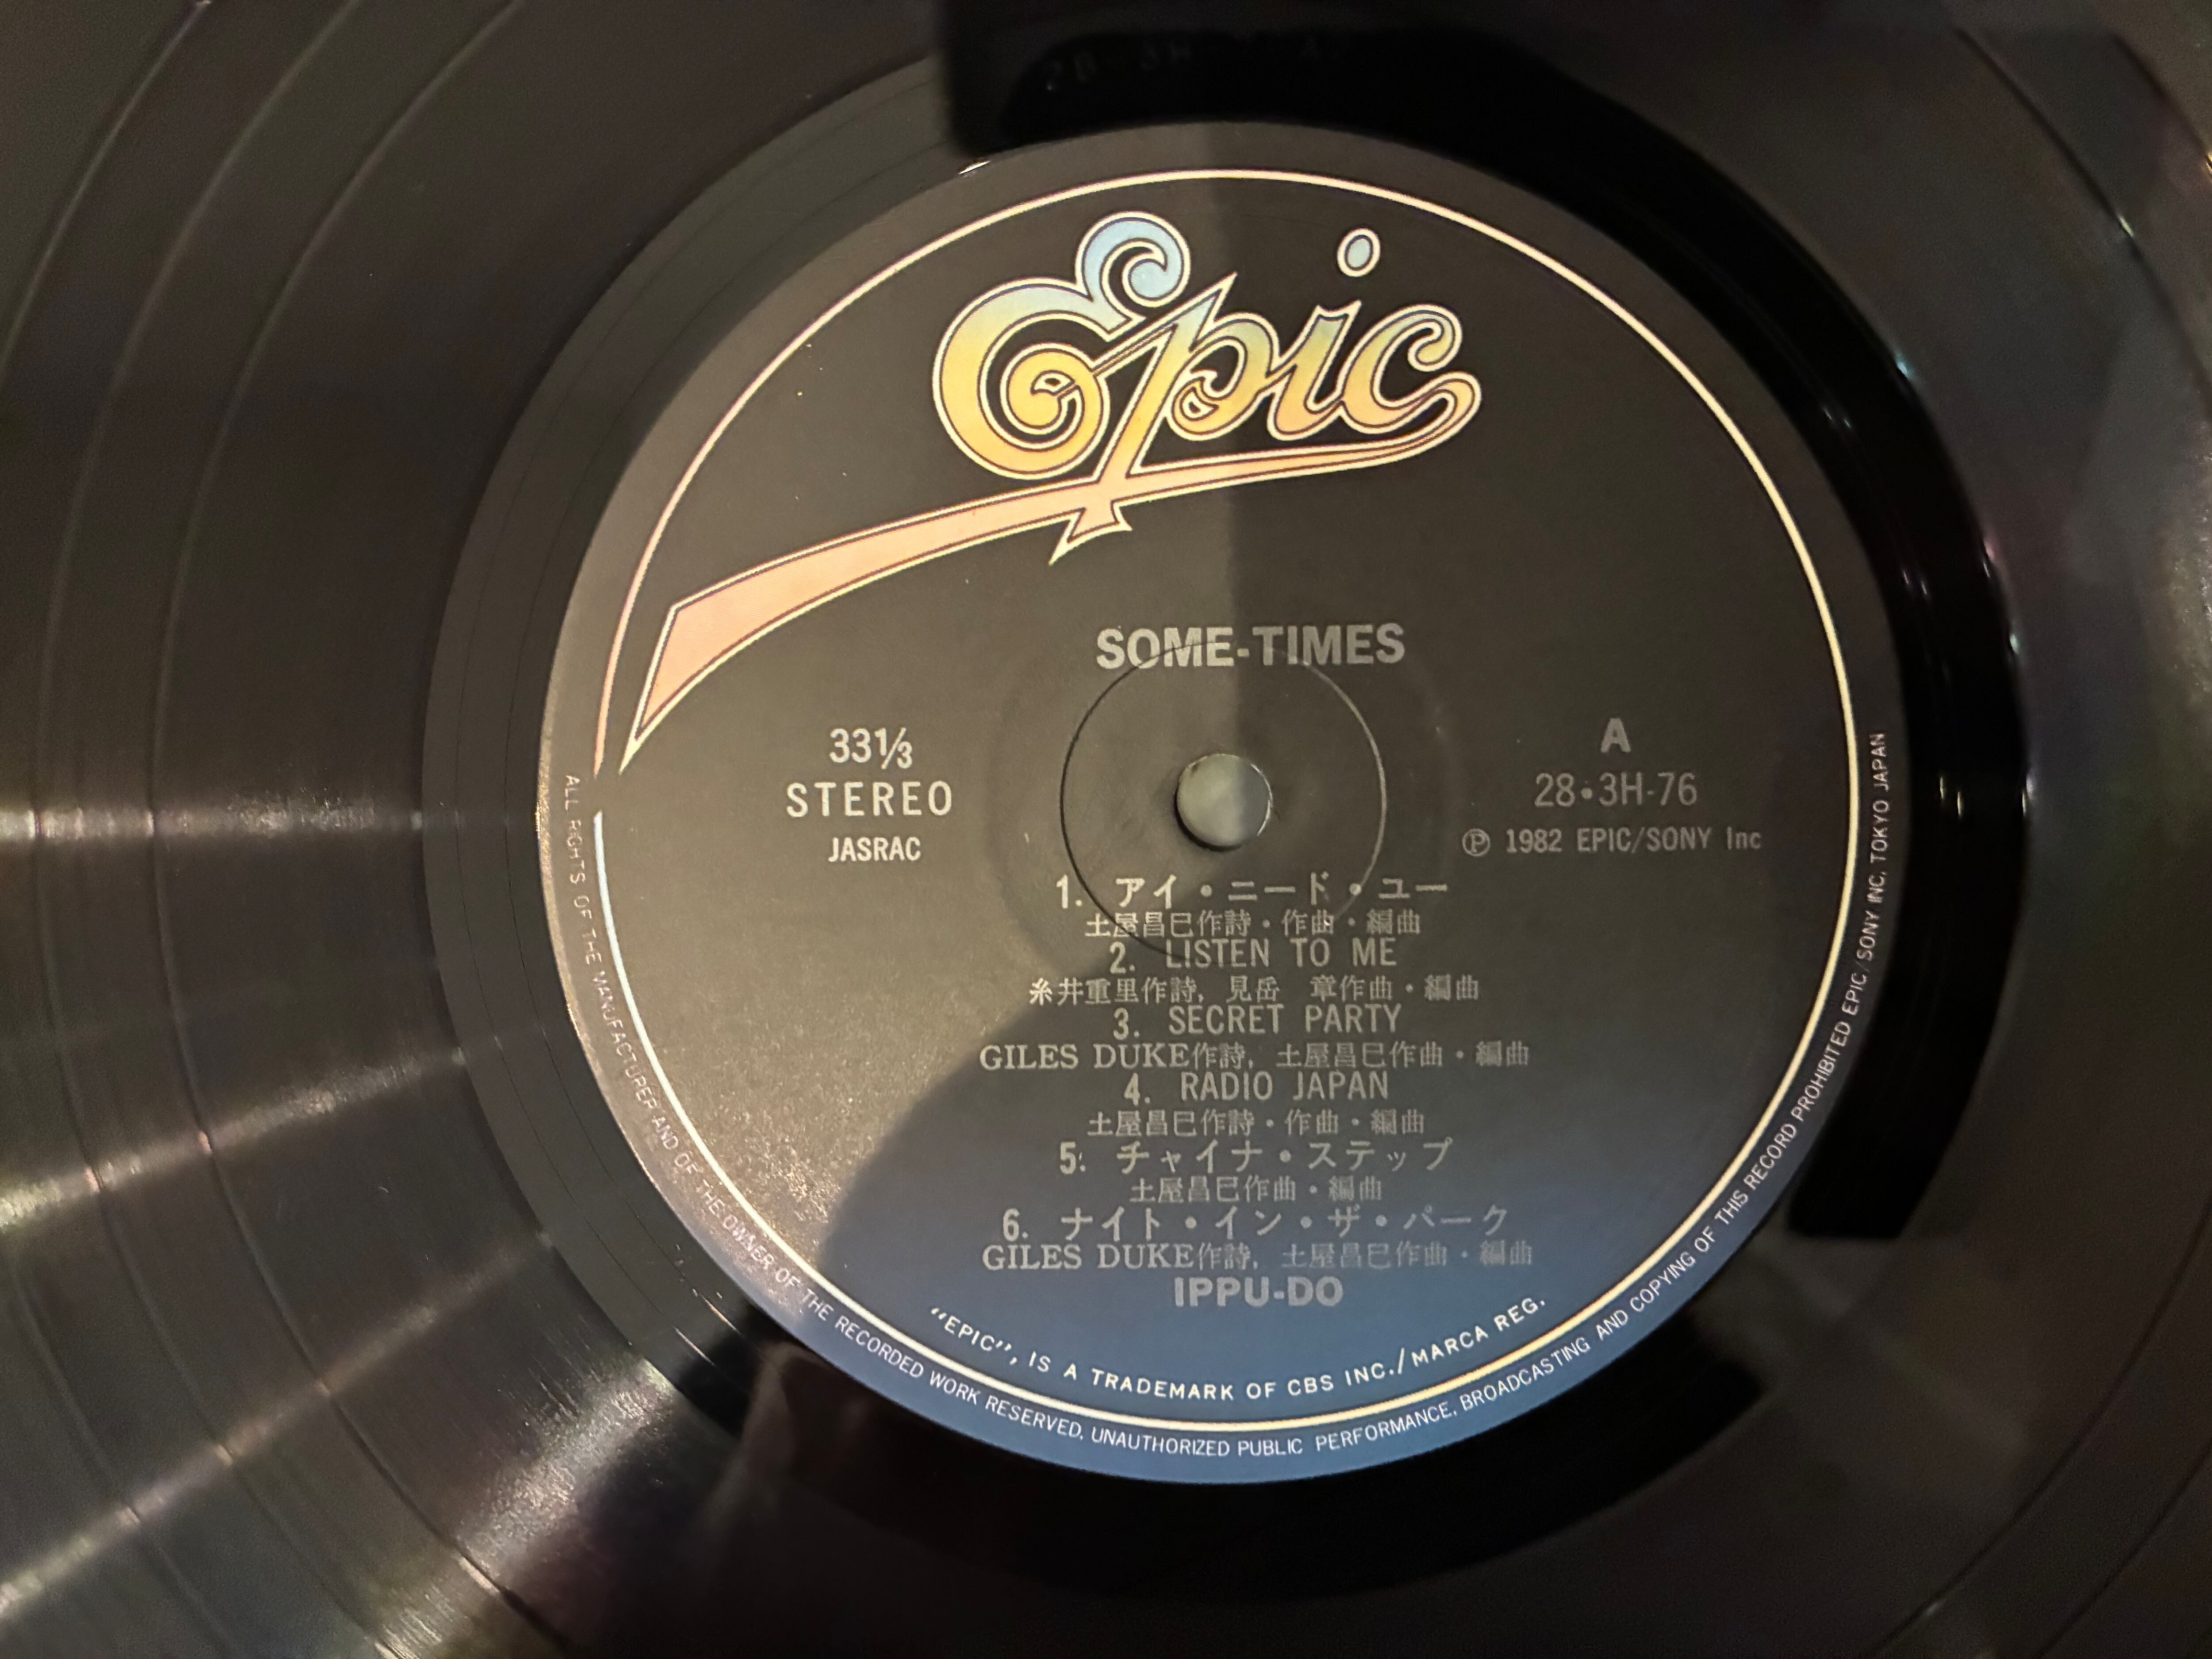 Epic
SOME-TIMES
33⅓
STEREO
JASRAC
A
28・3H-76
Ⓟ 1982 EPIC/SONY Inc
1. アイ・ニード・ユー
土屋昌巳作詩・作曲・編曲
2. LISTEN TO ME
糸井重里作詩, 見岳 章作曲・編曲
3. SECRET PARTY
GILES DUKE作詩, 土屋昌巳作曲・編曲
4. RADIO JAPAN
土屋昌巳作詩・作曲・編曲
5. チャイナ・ステップ
土屋昌巳作曲・編曲
6. ナイト・イン・ザ・パーク
GILES DUKE作詩, 土屋昌巳作曲・編曲
IPPU-DO
"EPIC", IS A TRADEMARK OF CBS INC./MARCA REG.
ALL RIGHTS OF THE MANUFACTURER AND OF THE OWNER OF THE RECORDED WORK RESERVED, UNAUTHORIZED PUBLIC PERFORMANCE, BROADCASTING AND COPYING OF THIS RECORD PROHIBITED EPIC/SONY INC. TOKYO JAPAN